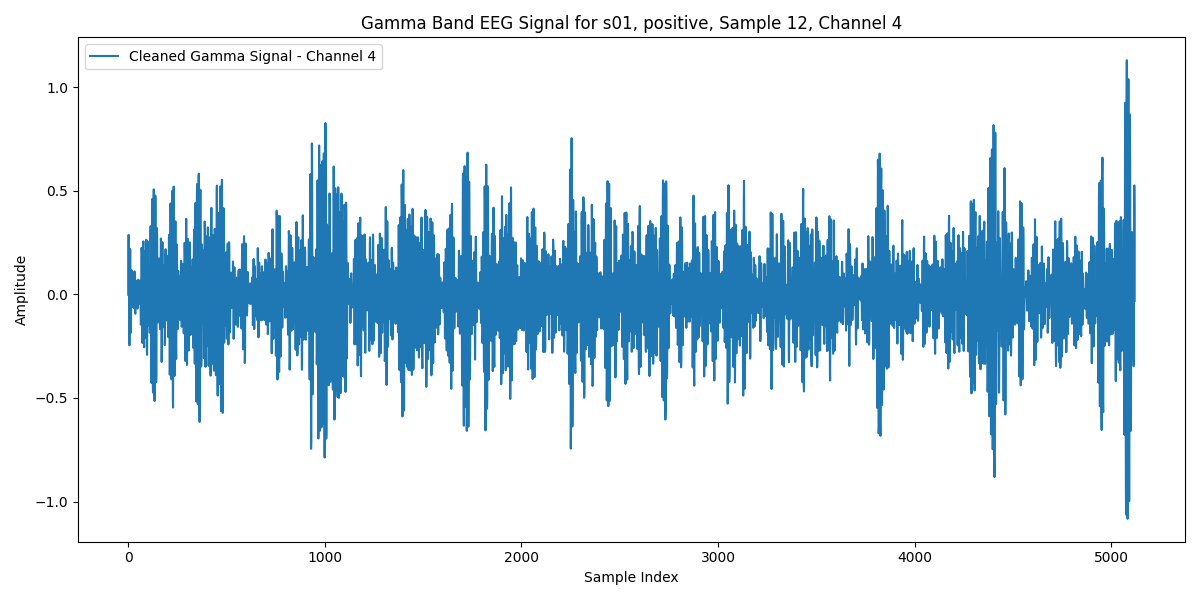 Gamma Band EEG Signal for s01, positive, Sample 12, Channel 4
Cleaned Gamma Signal - Channel 4
1.0
0.5
0.0
−0.5
−1.0
Amplitude
0 1000 2000 3000 4000 5000
Sample Index